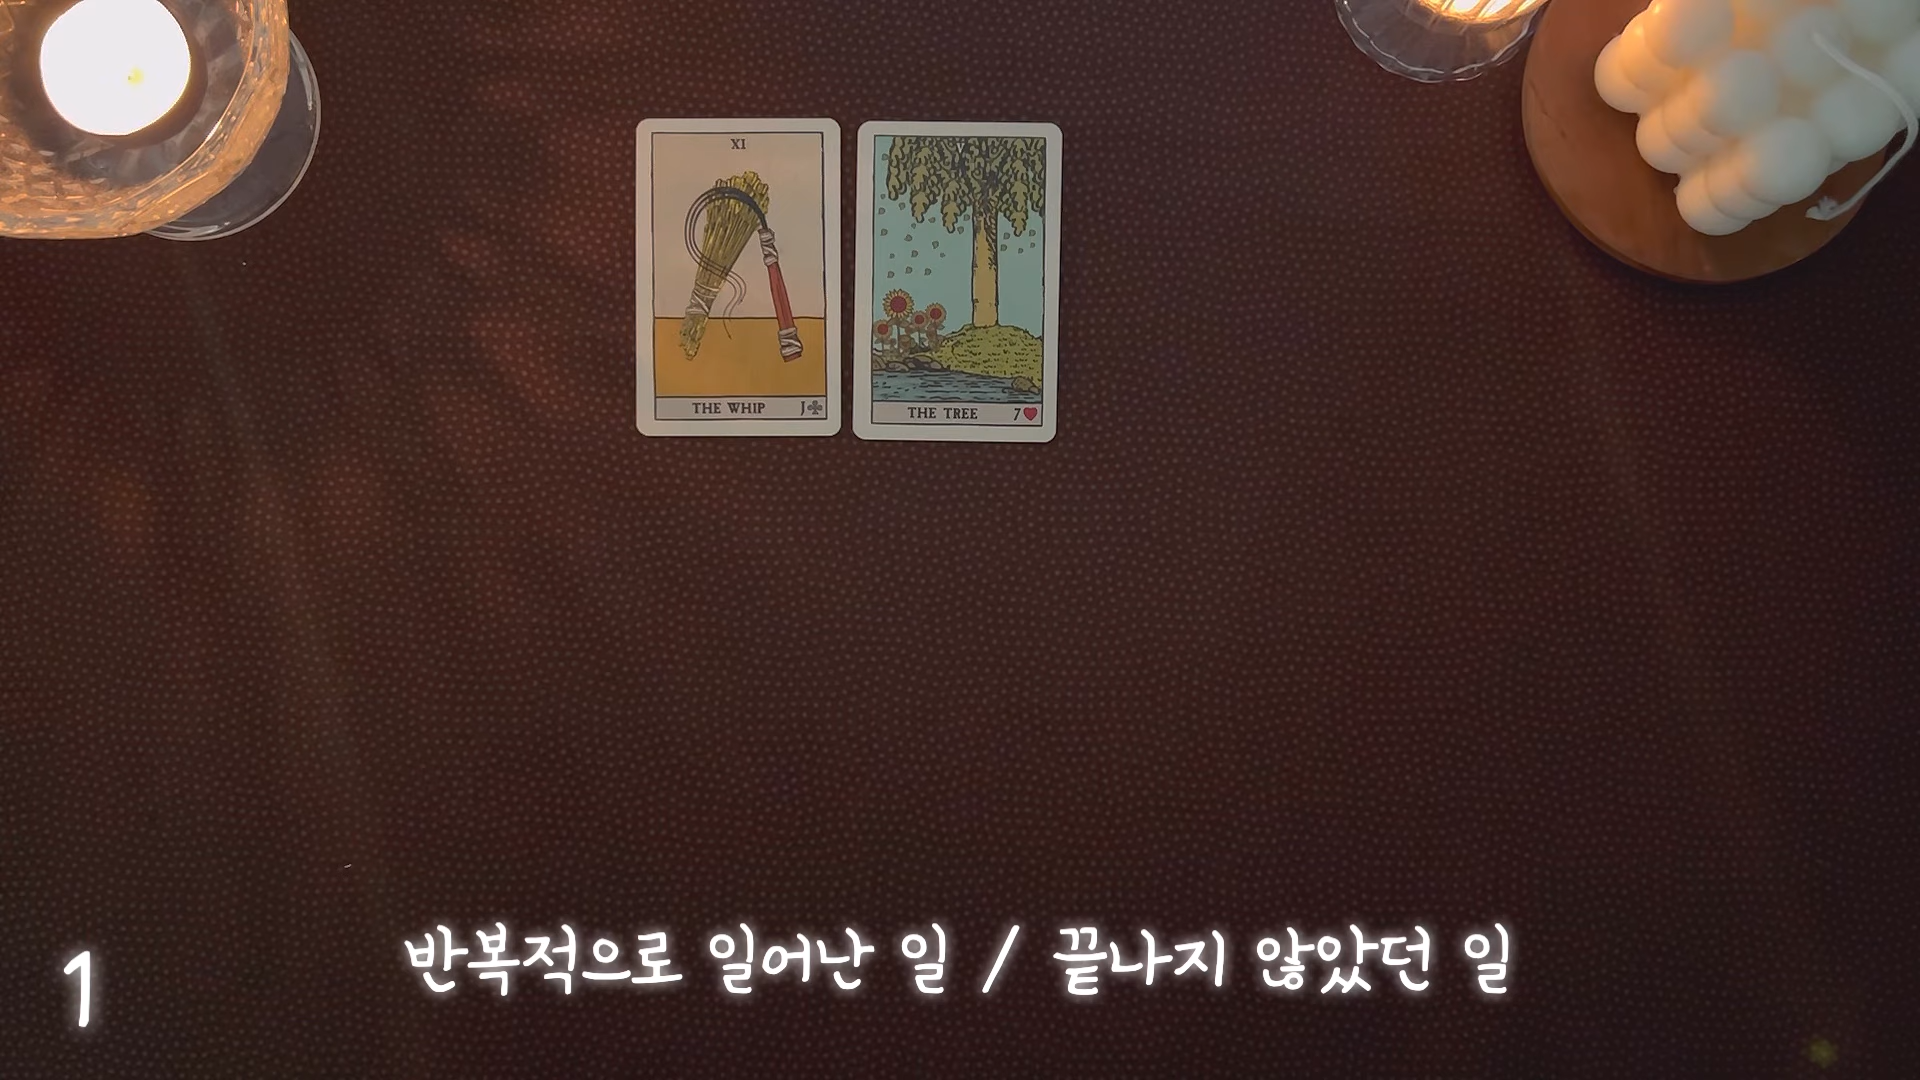 XI
THE WHIP J
V
THE TREE 7
1
반복적으로 일어난 일 / 끝나지 않았던 일